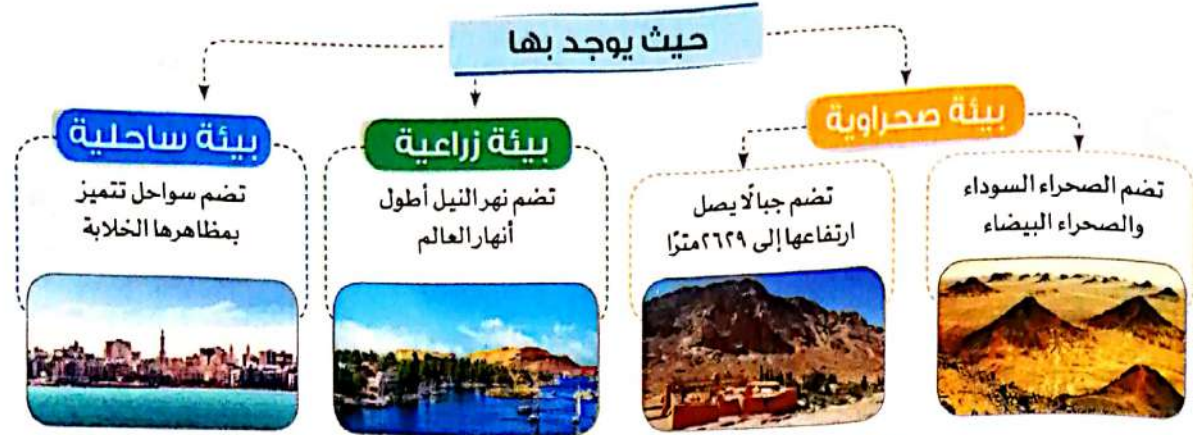 حيث يوجد بها
بيئة صحراوية
تضم الصحراء السوداء
والصحراء البيضاء
تضم جبالًا يصل
ارتفاعها إلى ٢٦٢٩ مترًا
بيئة زراعية
تضم نهر النيل أطول
أنهار العالم
بيئة ساحلية
تضم سواحل تتميز
بمظاهرها الخلابة